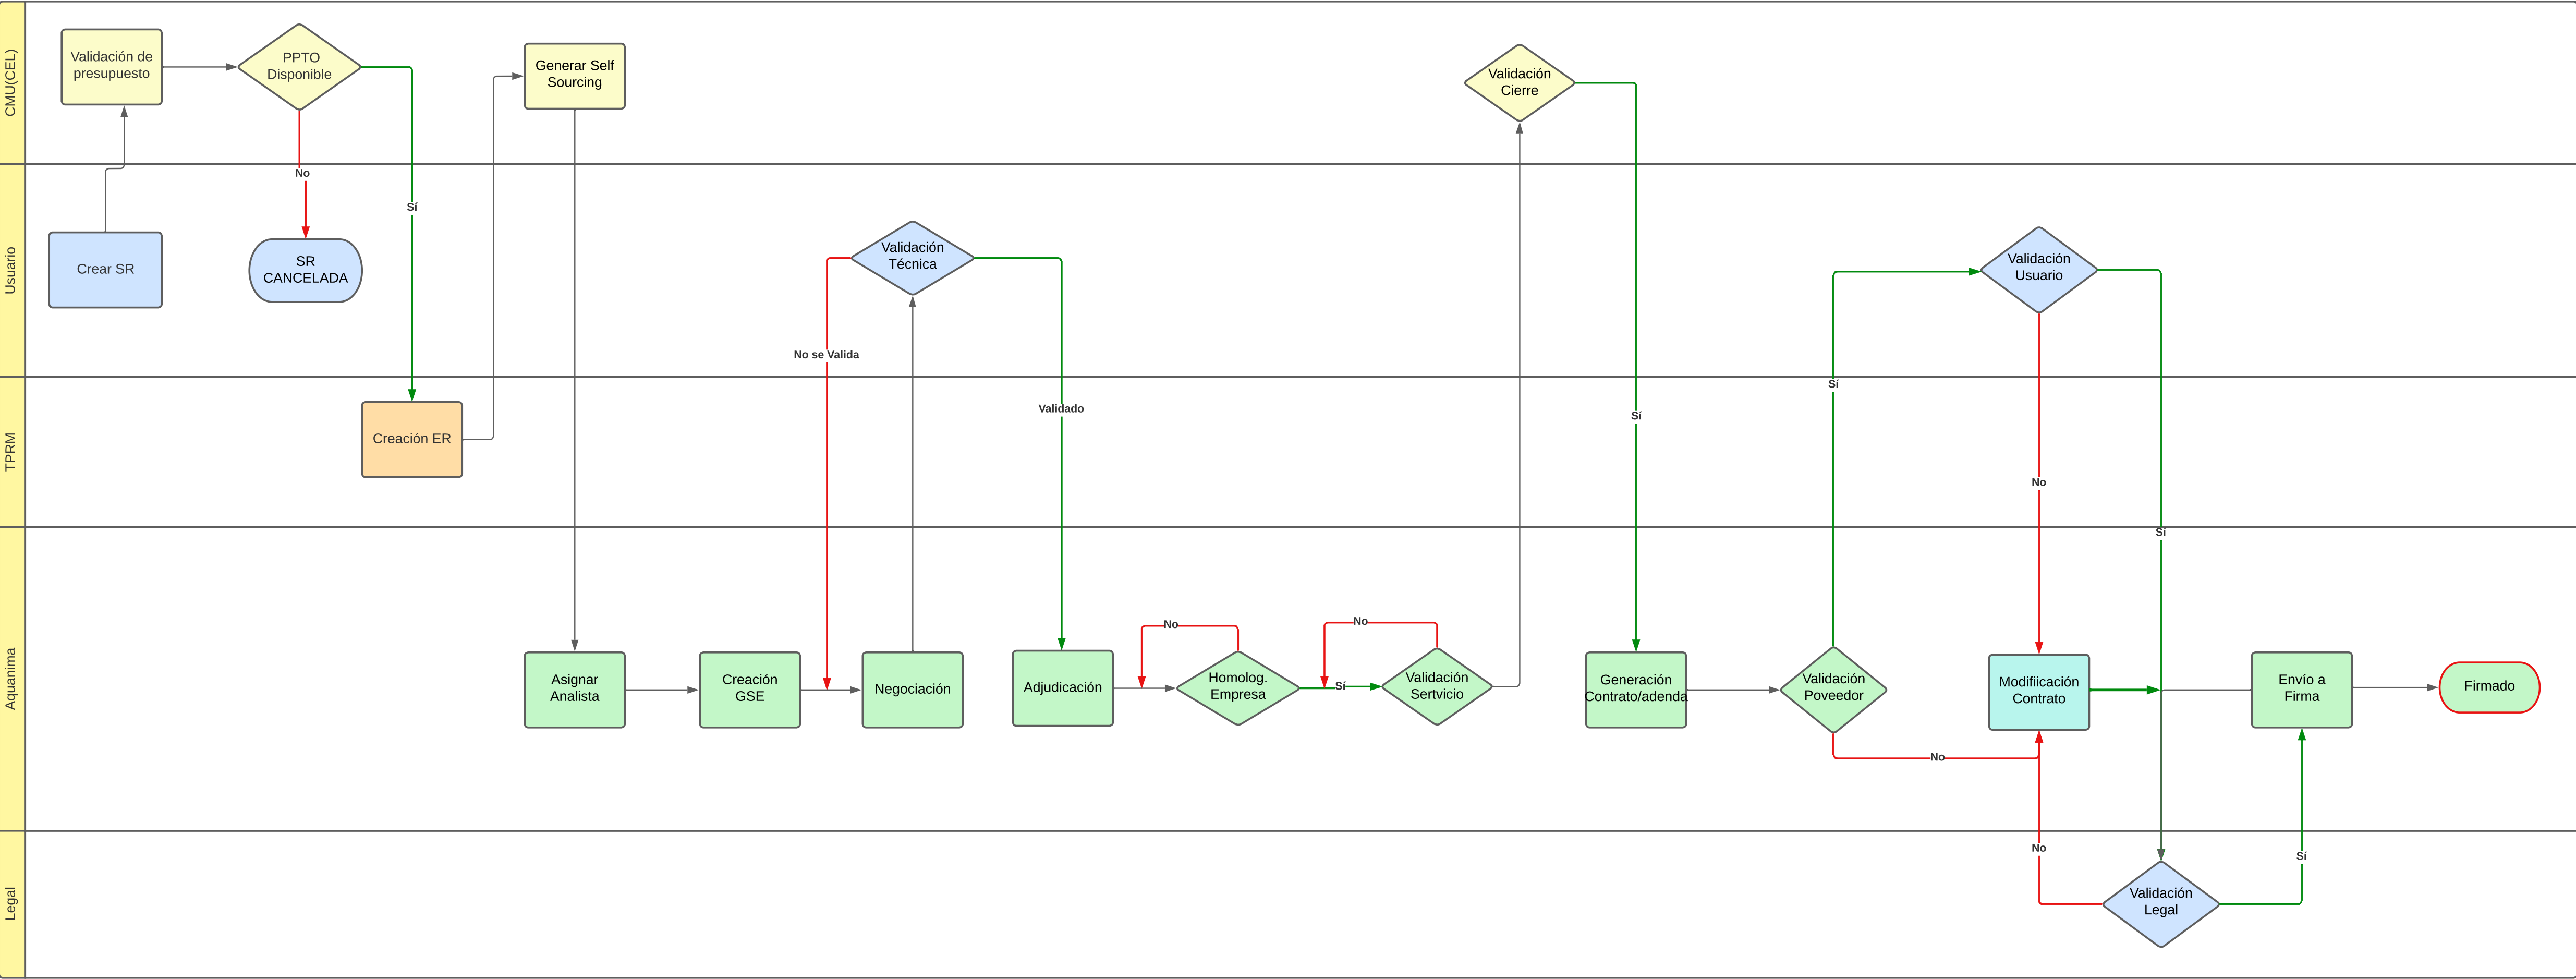 CMU(CEL)
Validación de
presupuesto
PPTO
Disponible
Generar Self
Sourcing
Validación
Cierre
No
Sí
Usuario
Crear SR
SR
CANCELADA
Validación
Técnica
Validación
Usuario
No se Valida
Validado
Sí
Sí
TPRM
Creación ER
No
Sí
Aquanima
Asignar
Analista
Creación
GSE
Negociación
Adjudicación
No
Homolog.
Empresa
Sí
No
Validación
Sertvicio
Generación
Contrato/adenda
Validación
Poveedor
No
Modifiicación
Contrato
Envío a
Firma
Firmado
Legal
No
Sí
Validación
Legal